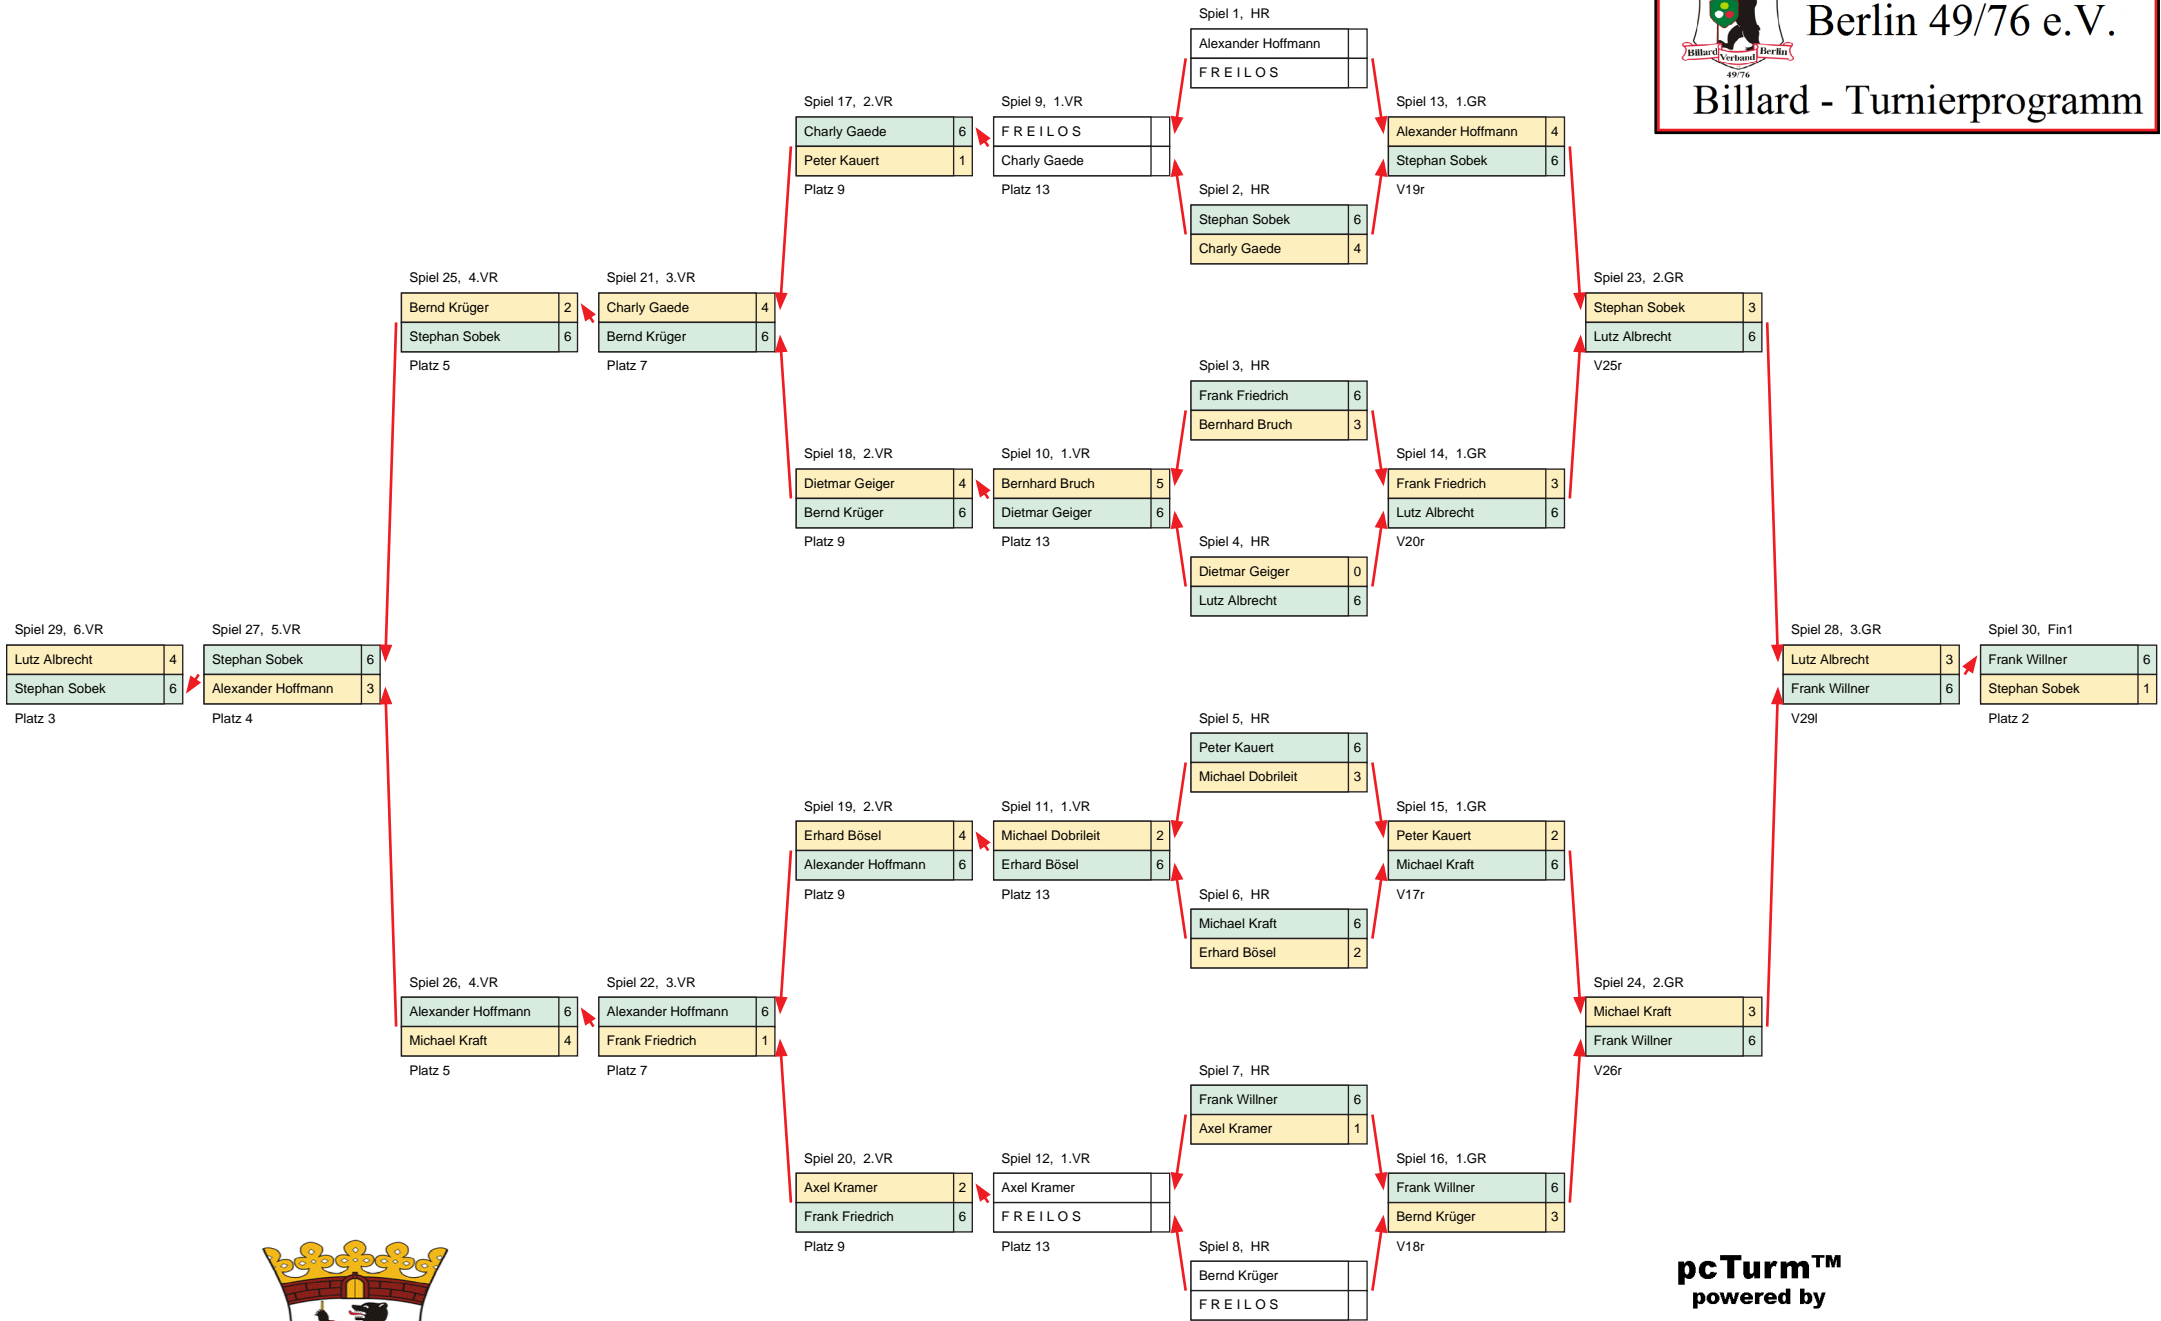 Berlin 49/76 e.V.
Billard Verband Berlin
49/76
Billard - Turnierprogramm
Spiel 29, 6.VR
Lutz Albrecht 4
Stephan Sobek 6
Platz 3
Spiel 27, 5.VR
Stephan Sobek 6
Alexander Hoffmann 3
Platz 4
Spiel 25, 4.VR
Bernd Krüger 2
Stephan Sobek 6
Platz 5
Spiel 26, 4.VR
Alexander Hoffmann 6
Michael Kraft 4
Platz 5
Spiel 21, 3.VR
Charly Gaede 4
Bernd Krüger 6
Platz 7
Spiel 22, 3.VR
Alexander Hoffmann 6
Frank Friedrich 1
Platz 7
Spiel 17, 2.VR
Charly Gaede 6
Peter Kauert 1
Platz 9
Spiel 18, 2.VR
Dietmar Geiger 4
Bernd Krüger 6
Platz 9
Spiel 19, 2.VR
Erhard Bösel 4
Alexander Hoffmann 6
Platz 9
Spiel 20, 2.VR
Axel Kramer 2
Frank Friedrich 6
Platz 9
Spiel 9, 1.VR
F R E I L O S
Charly Gaede
Platz 13
Spiel 10, 1.VR
Bernhard Bruch 5
Dietmar Geiger 6
Platz 13
Spiel 11, 1.VR
Michael Dobrileit 2
Erhard Bösel 6
Platz 13
Spiel 12, 1.VR
Axel Kramer
F R E I L O S
Platz 13
Spiel 1, HR
Alexander Hoffmann
F R E I L O S
Spiel 2, HR
Stephan Sobek 6
Charly Gaede 4
Spiel 3, HR
Frank Friedrich 6
Bernhard Bruch 3
Spiel 4, HR
Dietmar Geiger 0
Lutz Albrecht 6
Spiel 5, HR
Peter Kauert 6
Michael Dobrileit 3
Spiel 6, HR
Michael Kraft 6
Erhard Bösel 2
Spiel 7, HR
Frank Willner 6
Axel Kramer 1
Spiel 8, HR
Bernd Krüger
F R E I L O S
Spiel 13, 1.GR
Alexander Hoffmann 4
Stephan Sobek 6
V19r
Spiel 14, 1.GR
Frank Friedrich 3
Lutz Albrecht 6
V20r
Spiel 15, 1.GR
Peter Kauert 2
Michael Kraft 6
V17r
Spiel 16, 1.GR
Frank Willner 6
Bernd Krüger 3
V18r
Spiel 23, 2.GR
Stephan Sobek 3
Lutz Albrecht 6
V25r
Spiel 24, 2.GR
Michael Kraft 3
Frank Willner 6
V26r
Spiel 28, 3.GR
Lutz Albrecht 3
Frank Willner 6
V29l
Spiel 30, Fin1
Frank Willner 6
Stephan Sobek 1
Platz 2
pcTurm™
powered by